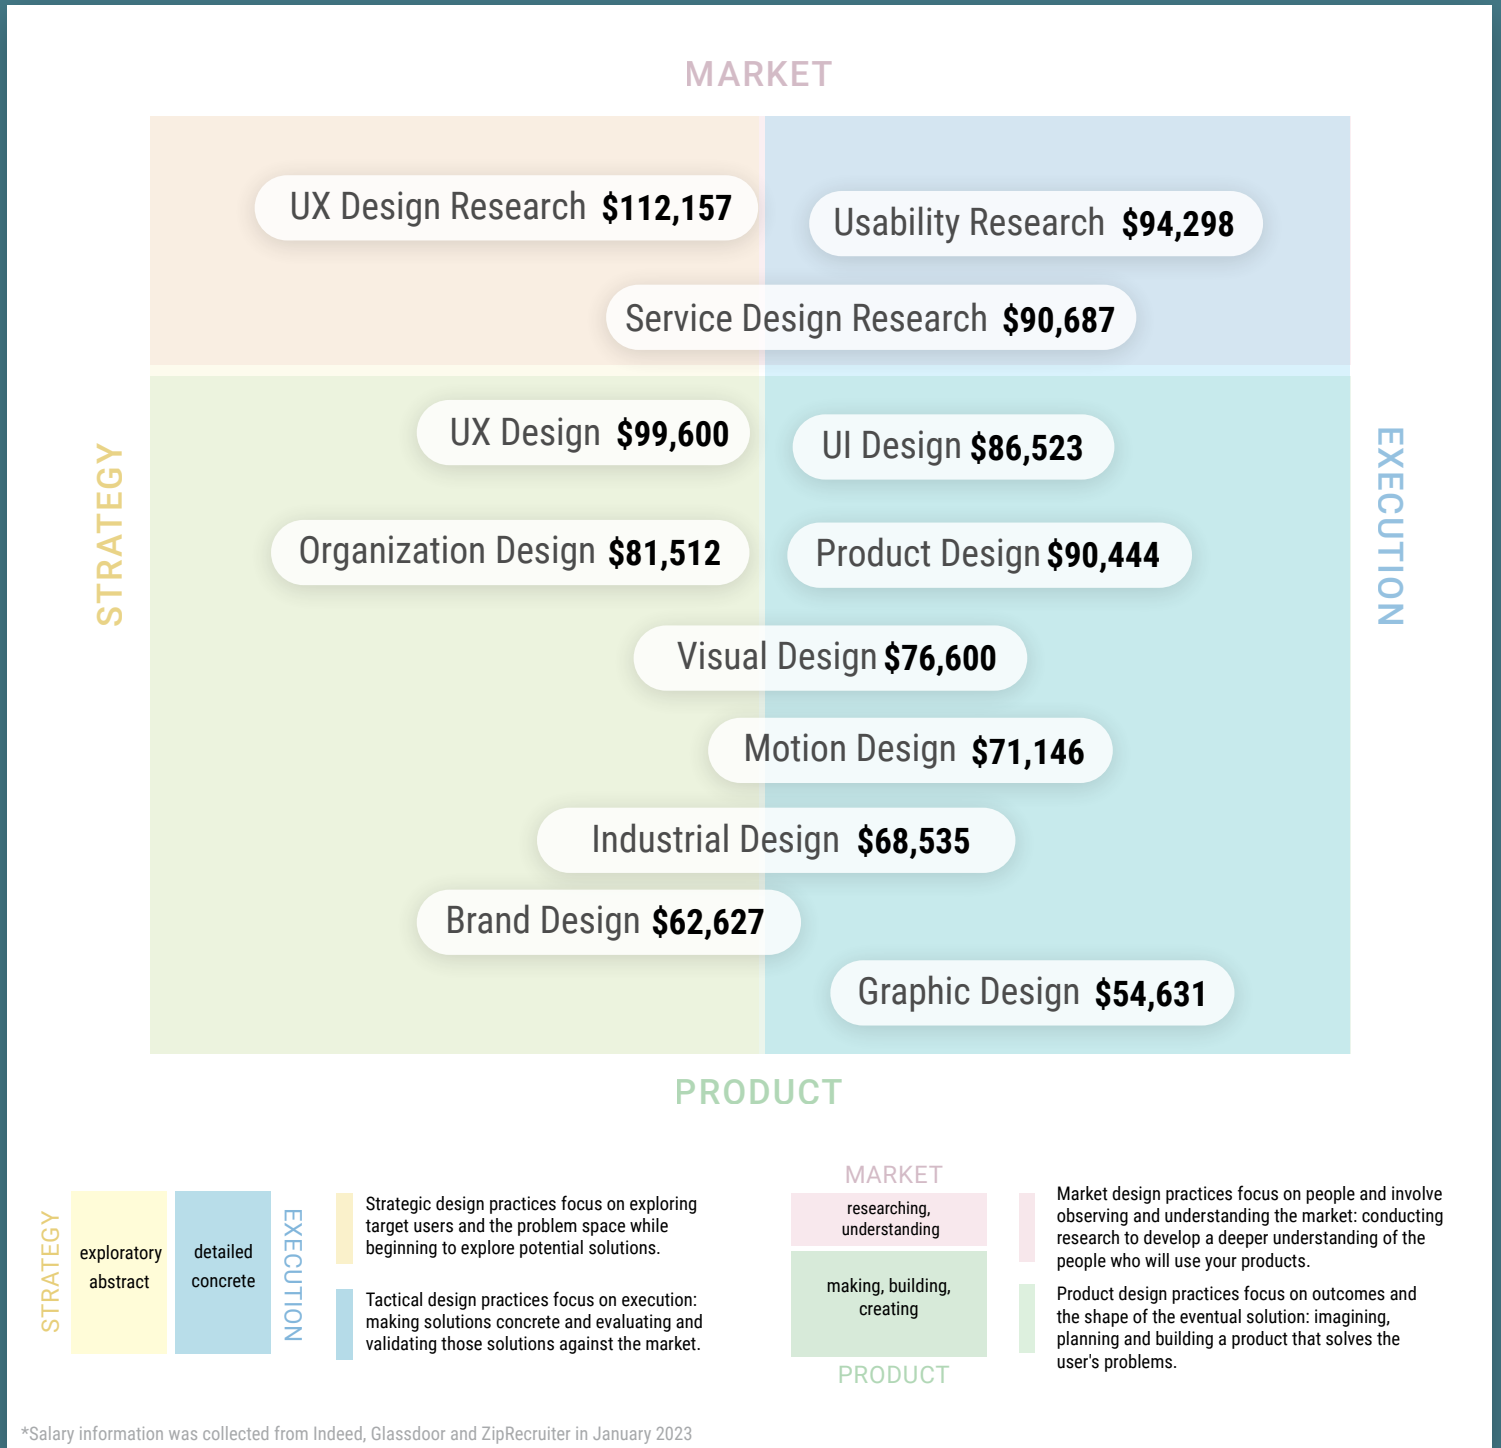 MARKET
UX Design Research $112,157
Usability Research $94,298
Service Design Research $90,687
STRATEGY
EXECUTION
UX Design $99,600
UI Design $86,523
Organization Design $81,512
Product Design $90,444
Visual Design $76,600
Motion Design $71,146
Industrial Design $68,535
Brand Design $62,627
Graphic Design $54,631
PRODUCT
STRATEGY
exploratory
abstract
detailed
concrete
EXECUTION
Strategic design practices focus on exploring
target users and the problem space while
beginning to explore potential solutions.
Tactical design practices focus on execution:
making solutions concrete and evaluating and
validating those solutions against the market.
MARKET
researching,
understanding
making, building,
creating
PRODUCT
Market design practices focus on people and involve
observing and understanding the market: conducting
research to develop a deeper understanding of the
people who will use your products.
Product design practices focus on outcomes and
the shape of the eventual solution: imagining,
planning and building a product that solves the
user's problems.
*Salary information was collected from Indeed, Glassdoor and ZipRecruiter in January 2023